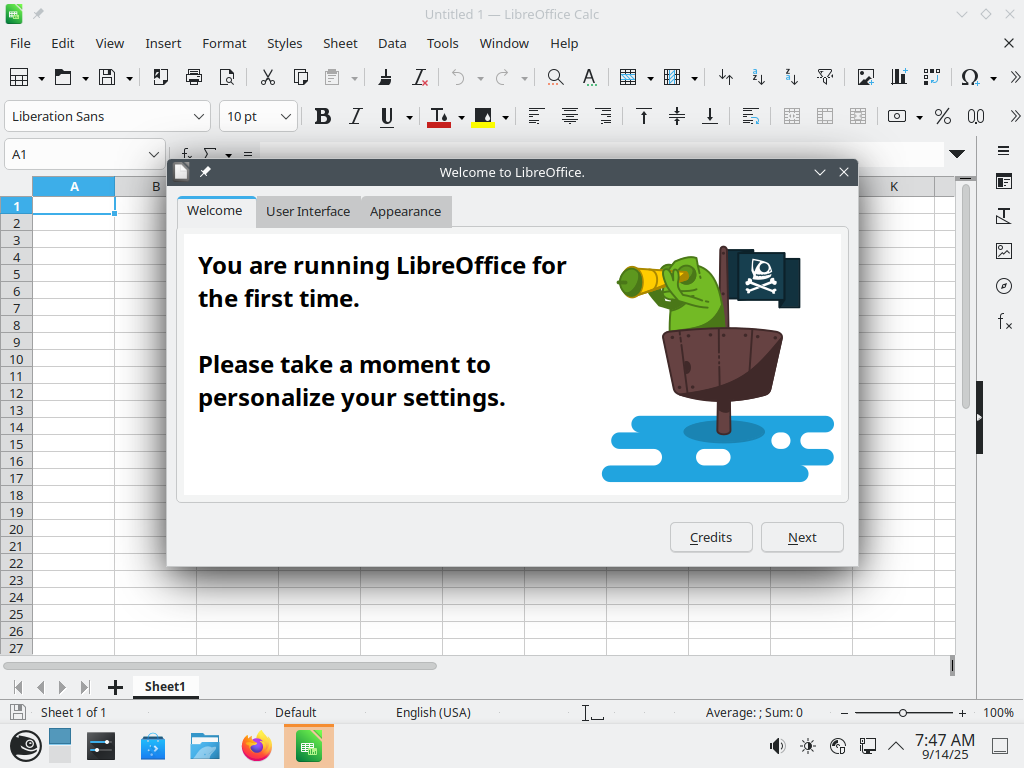 Untitled 1 — LibreOffice Calc
File Edit View Insert Format Styles Sheet Data Tools Window Help
Liberation Sans 10 pt B I U
A1
Welcome to LibreOffice.
A B K
Welcome User Interface Appearance
You are running LibreOffice for
the first time.
Please take a moment to
personalize your settings.
Credits Next
1
2
3
4
5
6
7
8
9
10
11
12
13
14
15
16
17
18
19
20
21
22
23
24
25
26
27
Sheet1
Sheet 1 of 1 Default English (USA) Average: ; Sum: 0 100%
7:47 AM
9/14/25